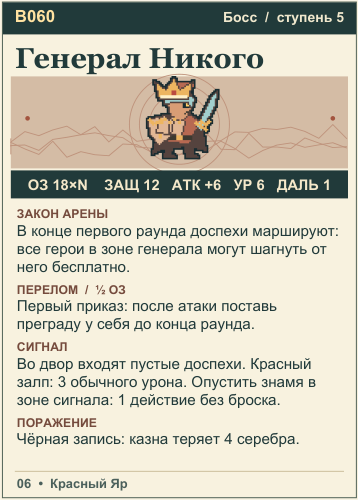 B060
Босс / ступень 5
Генерал Никого
ОЗ 18×N ЗАЩ 12 АТК +6 УР 6 ДАЛЬ 1
ЗАКОН АРЕНЫ
В конце первого раунда доспехи маршируют:
все герои в зоне генерала могут шагнуть от
него бесплатно.
ПЕРЕЛОМ / ½ ОЗ
Первый приказ: после атаки поставь
преграду у себя до конца раунда.
СИГНАЛ
Во двор входят пустые доспехи. Красный
залп: 3 обычного урона. Опустить знамя в
зоне сигнала: 1 действие без броска.
ПОРАЖЕНИЕ
Чёрная запись: казна теряет 4 серебра.
06 • Красный Яр